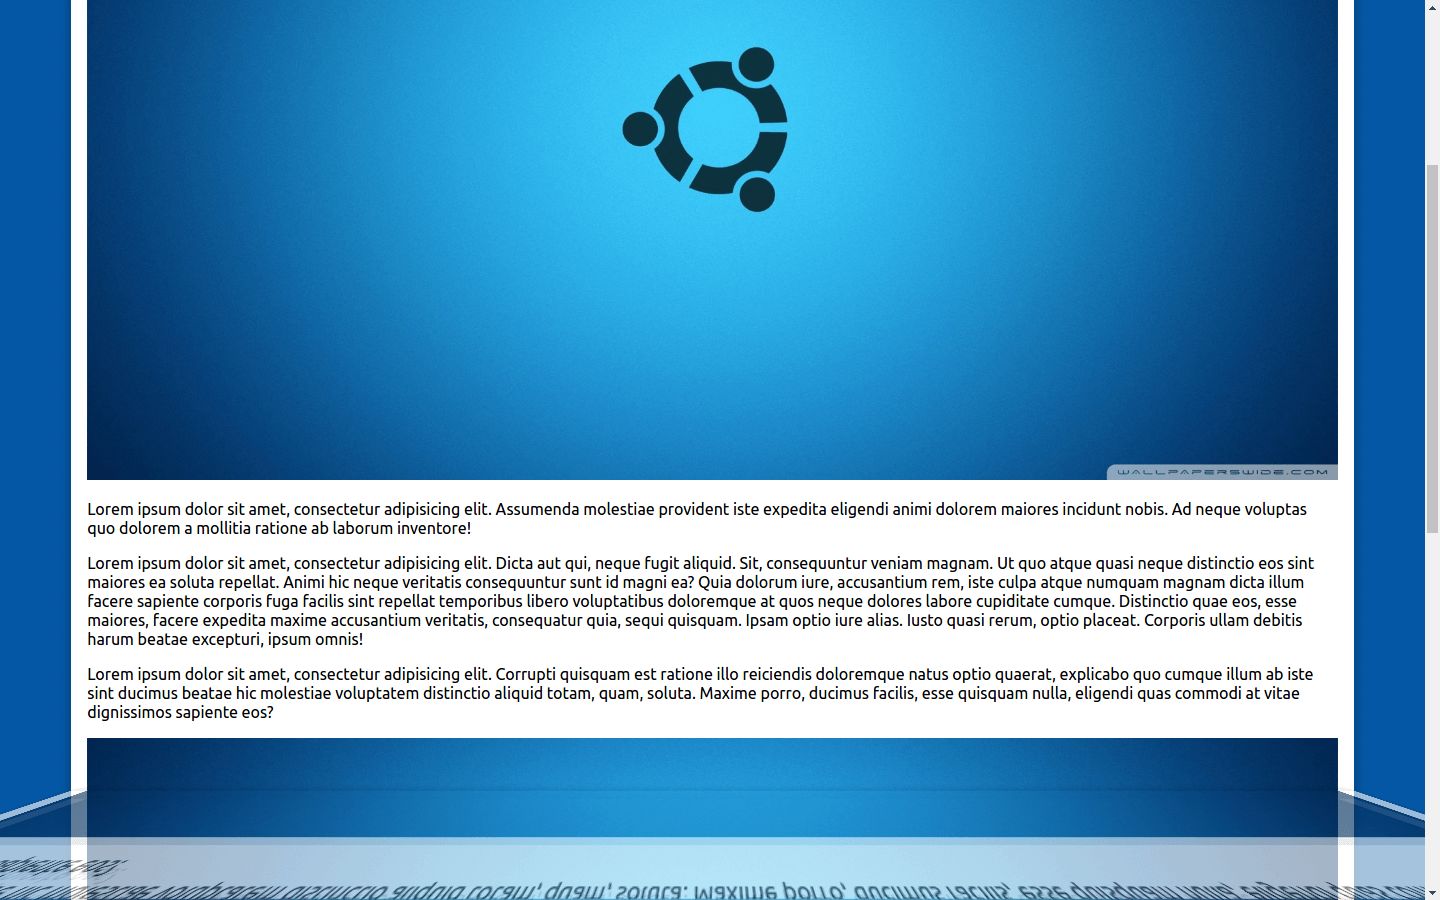 WALLPAPERSWIDE.COM
Lorem ipsum dolor sit amet, consectetur adipisicing elit. Assumenda molestiae provident iste expedita eligendi animi dolorem maiores incidunt nobis. Ad neque voluptas
quo dolorem a mollitia ratione ab laborum inventore!
Lorem ipsum dolor sit amet, consectetur adipisicing elit. Dicta aut qui, neque fugit aliquid. Sit, consequuntur veniam magnam. Ut quo atque quasi neque distinctio eos sint
maiores ea soluta repellat. Animi hic neque veritatis consequuntur sunt id magni ea? Quia dolorum iure, accusantium rem, iste culpa atque numquam magnam dicta illum
facere sapiente corporis fuga facilis sint repellat temporibus libero voluptatibus doloremque at quos neque dolores labore cupiditate cumque. Distinctio quae eos, esse
maiores, facere expedita maxime accusantium veritatis, consequatur quia, sequi quisquam. Ipsam optio iure alias. Iusto quasi rerum, optio placeat. Corporis ullam debitis
harum beatae excepturi, ipsum omnis!
Lorem ipsum dolor sit amet, consectetur adipisicing elit. Corrupti quisquam est ratione illo reiciendis doloremque natus optio quaerat, explicabo quo cumque illum ab iste
sint ducimus beatae hic molestiae voluptatem distinctio aliquid totam, quam, soluta. Maxime porro, ducimus facilis, esse quisquam nulla, eligendi quas commodi at vitae
dignissimos sapiente eos?
aliquid totam, quam, soluta. Maxime porro, ducimus facilis, esse